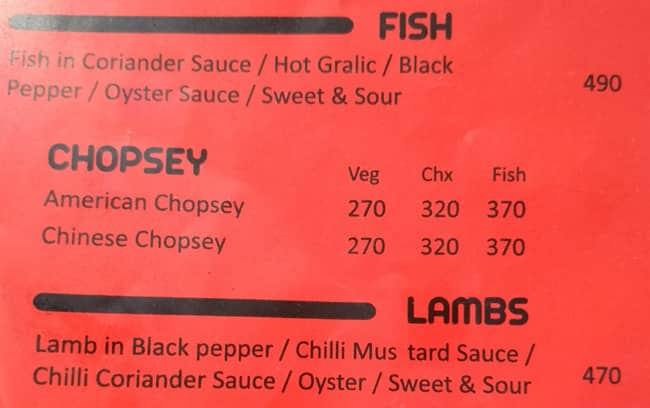 FISH
Fish in Coriander Sauce / Hot Gralic / Black
Pepper / Oyster Sauce / Sweet & Sour 490
CHOPSEY Veg Chx Fish
American Chopsey 270 320 370
Chinese Chopsey 270 320 370
LAMBS
Lamb in Black pepper / Chilli Mus tard Sauce /
Chilli Coriander Sauce / Oyster / Sweet & Sour 470